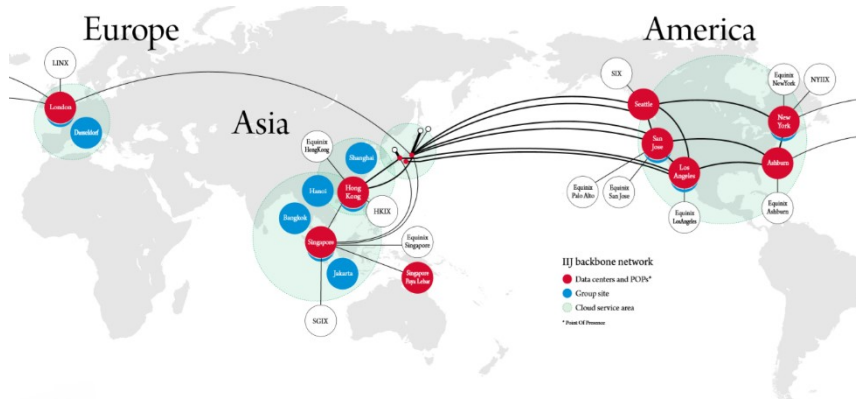 Europe
America
Asia
LINX
London
Dusseldorf
Equinix
HongKong
Shanghai
Hanoi
Hong
Kong
Bangkok
HKIX
Singapore
Equinix
Singapore
Jakarta
Singapore
Paya Lebar
SGIX
SIX
Equinix
NewYork
NYIIX
Seattle
New
York
San
Jose
Los
Angeles
Ashburn
Equinix
Palo Alto
Equinix
San Jose
Equinix
LosAngeles
Equinix
Ashburn
IIJ backbone network
Data centers and POPs*
Group site
Cloud service area
* Point Of Presence